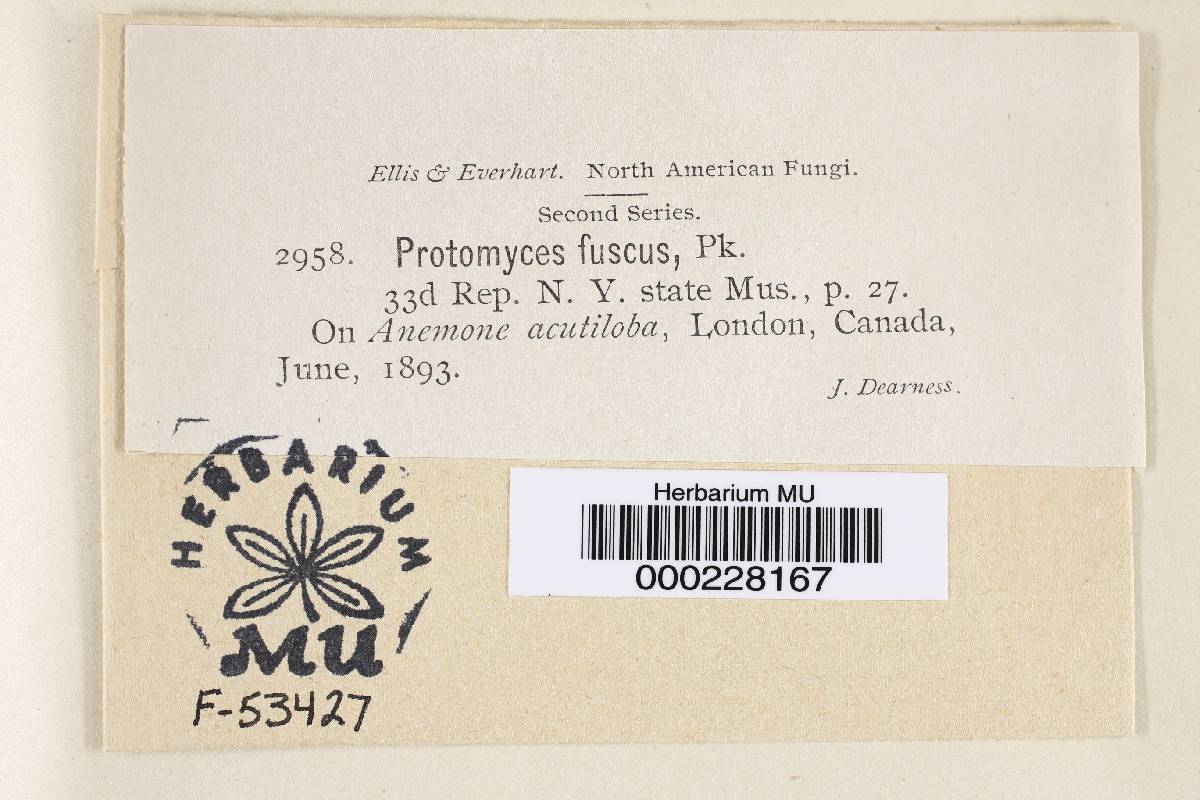 Ellis & Everhart. North American Fungi.
Second Series.
2958. Protomyces fuscus, Pk.
33d Rep. N. Y. state Mus., p. 27.
On Anemone acutiloba, London, Canada,
June, 1893.
J. Dearness.
HERBARIUM
MU
F-53427
Herbarium MU
000228167